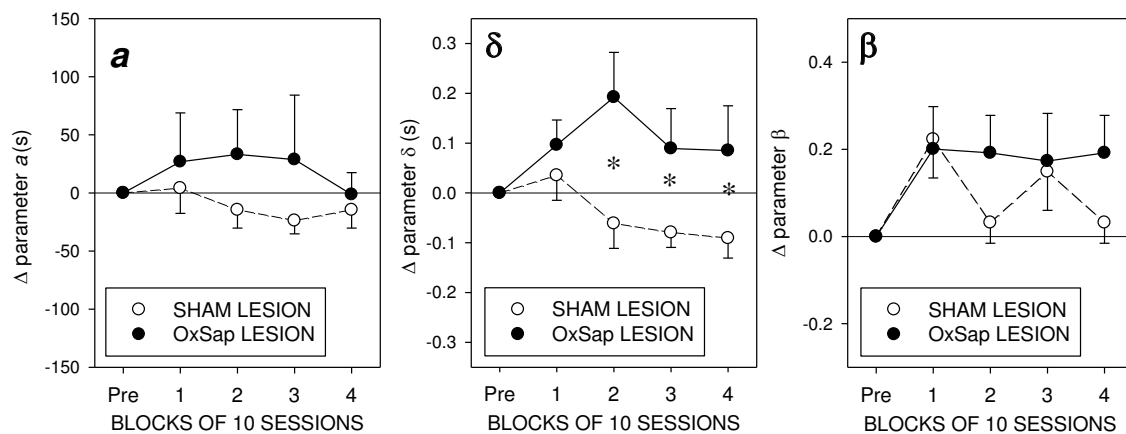 a
Δ parameter a (s)
150
100
50
0
-50
-100
-150
SHAM LESION
OxSap LESION
Pre 1 2 3 4
BLOCKS OF 10 SESSIONS
δ
Δ parameter δ (s)
0.3
0.2
0.1
0.0
-0.1
-0.2
-0.3
*
*
*
SHAM LESION
OxSap LESION
Pre 1 2 3 4
BLOCKS OF 10 SESSIONS
β
Δ parameter β
0.4
0.2
0.0
-0.2
SHAM LESION
OxSap LESION
Pre 1 2 3 4
BLOCKS OF 10 SESSIONS